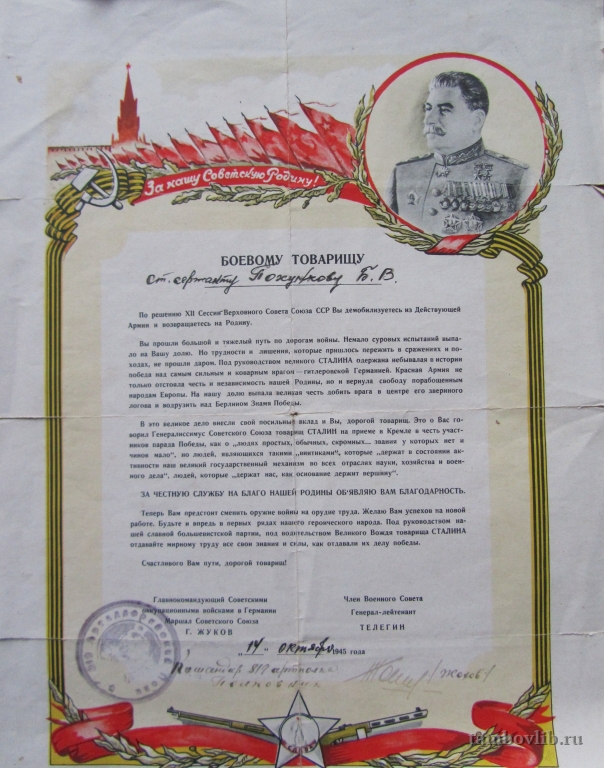 За нашу Советскую Родину!
БОЕВОМУ ТОВАРИЩУ
ст. сержанту Б. В.
По решению XII Сессии Верховного Совета Союза ССР Вы демобилизуетесь из Действующей
Армии и возвращаетесь на Родину.
Вы прошли большой и тяжелый путь по дорогам войны. Немало суровых испытаний выпа-
ло на Вашу долю. Но трудности и лишения, которые пришлось пережить в сражениях и по-
ходах, не прошли даром. Под руководством великого СТАЛИНА одержана небывалая в истории
победа над самым сильным и коварным врагом—гитлеровской Германией. Красная Армия не
только отстояла честь и независимость нашей Родины, но и вернула свободу порабощенным
народам Европы. На нашу долю выпала великая честь добить врага в центре его звериного
логова и водрузить над Берлином Знамя Победы.
В это великое дело внесли свой посильный вклад и Вы, дорогой товарищ. Это о Вас го-
ворил Генералиссимус Советского Союза товарищ СТАЛИН на приеме в Кремле в честь участ-
ников парада Победы, как о „людях простых, обычных, скромных... звания у которых нет и
чинов мало", но людях, являющихся такими „винтиками", которые „держат в состоянии ак-
тивности наш великий государственный механизм во всех отраслях науки, хозяйства и воен-
ного дела", людях, которые „держат нас, как основание держит вершину".
ЗА ЧЕСТНУЮ СЛУЖБУ НА БЛАГО НАШЕЙ РОДИНЫ ОБ'ЯВЛЯЮ ВАМ БЛАГОДАРНОСТЬ.
Теперь Вам предстоит сменить оружие войны на орудие труда. Желаю Вам успехов на новой
работе. Будьте и впредь в первых рядах нашего героического народа. Под руководством на-
шей славной большевистской партии, под водительством Великого Вождя товарища СТАЛИНА
отдавайте мирному труду все свои знания и силы, как отдавали их делу победы.
Счастливого Вам пути, дорогой товарищ!
Главнокомандующий Советскими
оккупационными войсками в Германии
Маршал Советского Союза
Г. ЖУКОВ
Член Военного Совета
Генерал-лейтенант
ТЕЛЕГИН
„14" октября 1945 года
Командир артполка
Полковник
tambovlib.ru